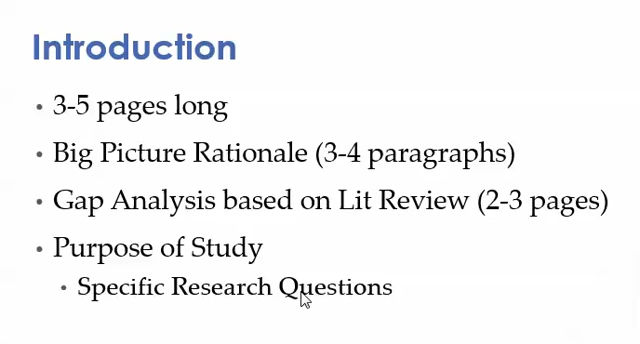 Introduction
• 3-5 pages long
• Big Picture Rationale (3-4 paragraphs)
• Gap Analysis based on Lit Review (2-3 pages)
• Purpose of Study
• Specific Research Questions